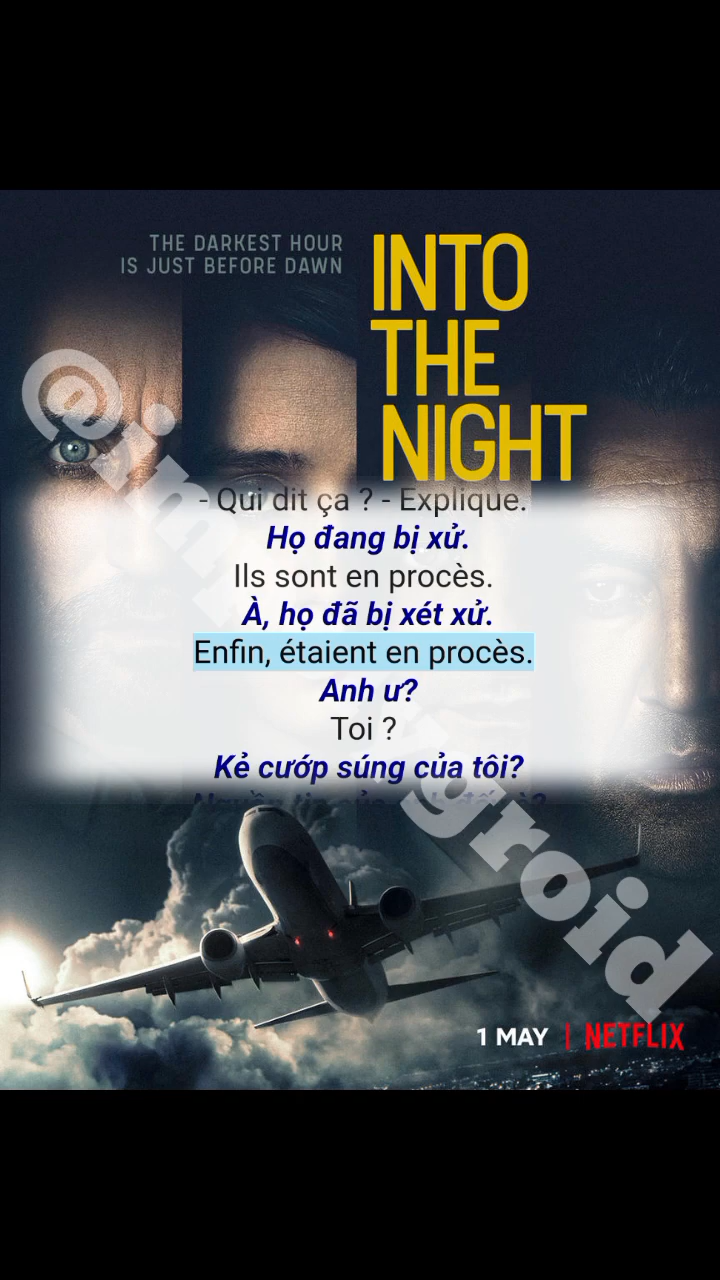 THE DARKEST HOUR
IS JUST BEFORE DAWN
INTO
THE
NIGHT
- Qui dit ça ? - Explique.
Họ đang bị xử.
Ils sont en procès.
À, họ đã bị xét xử.
Enfin, étaient en procès.
Anh ư?
Toi ?
Kẻ cướp súng của tôi?
1 MAY | NETFLIX